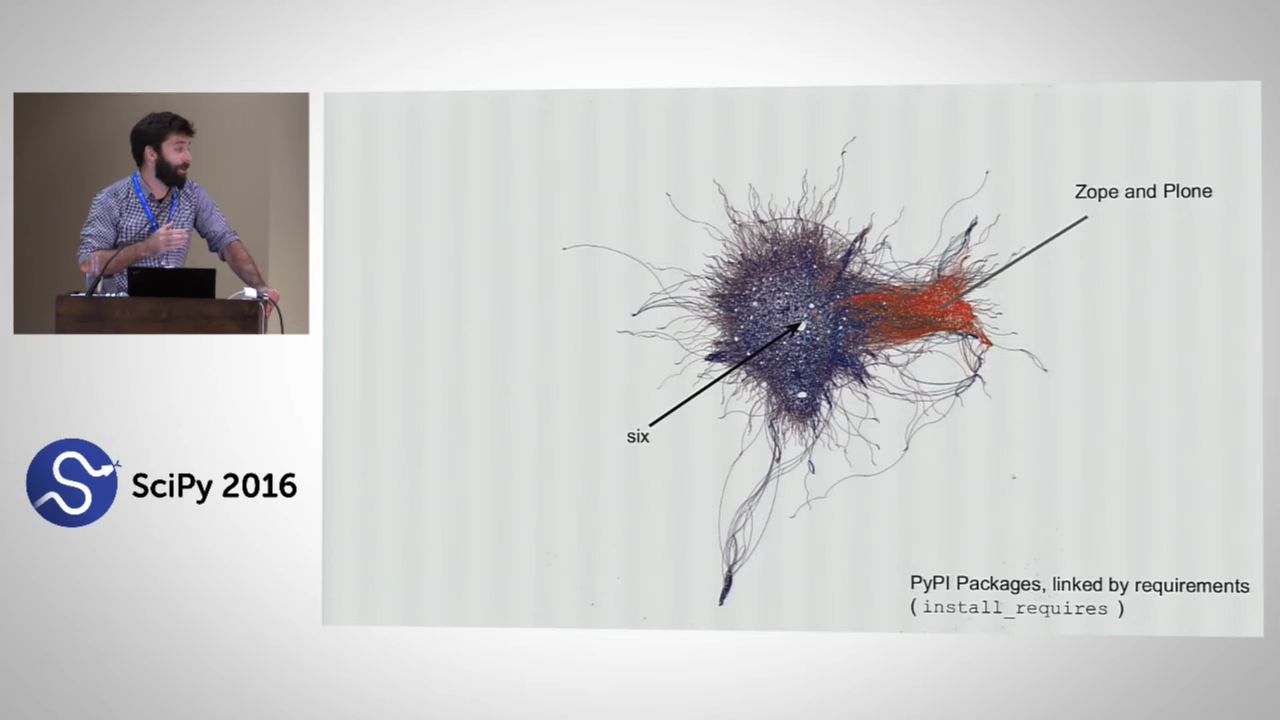 Zope and Plone
six
SciPy 2016
PyPI Packages, linked by requirements
( install_requires )